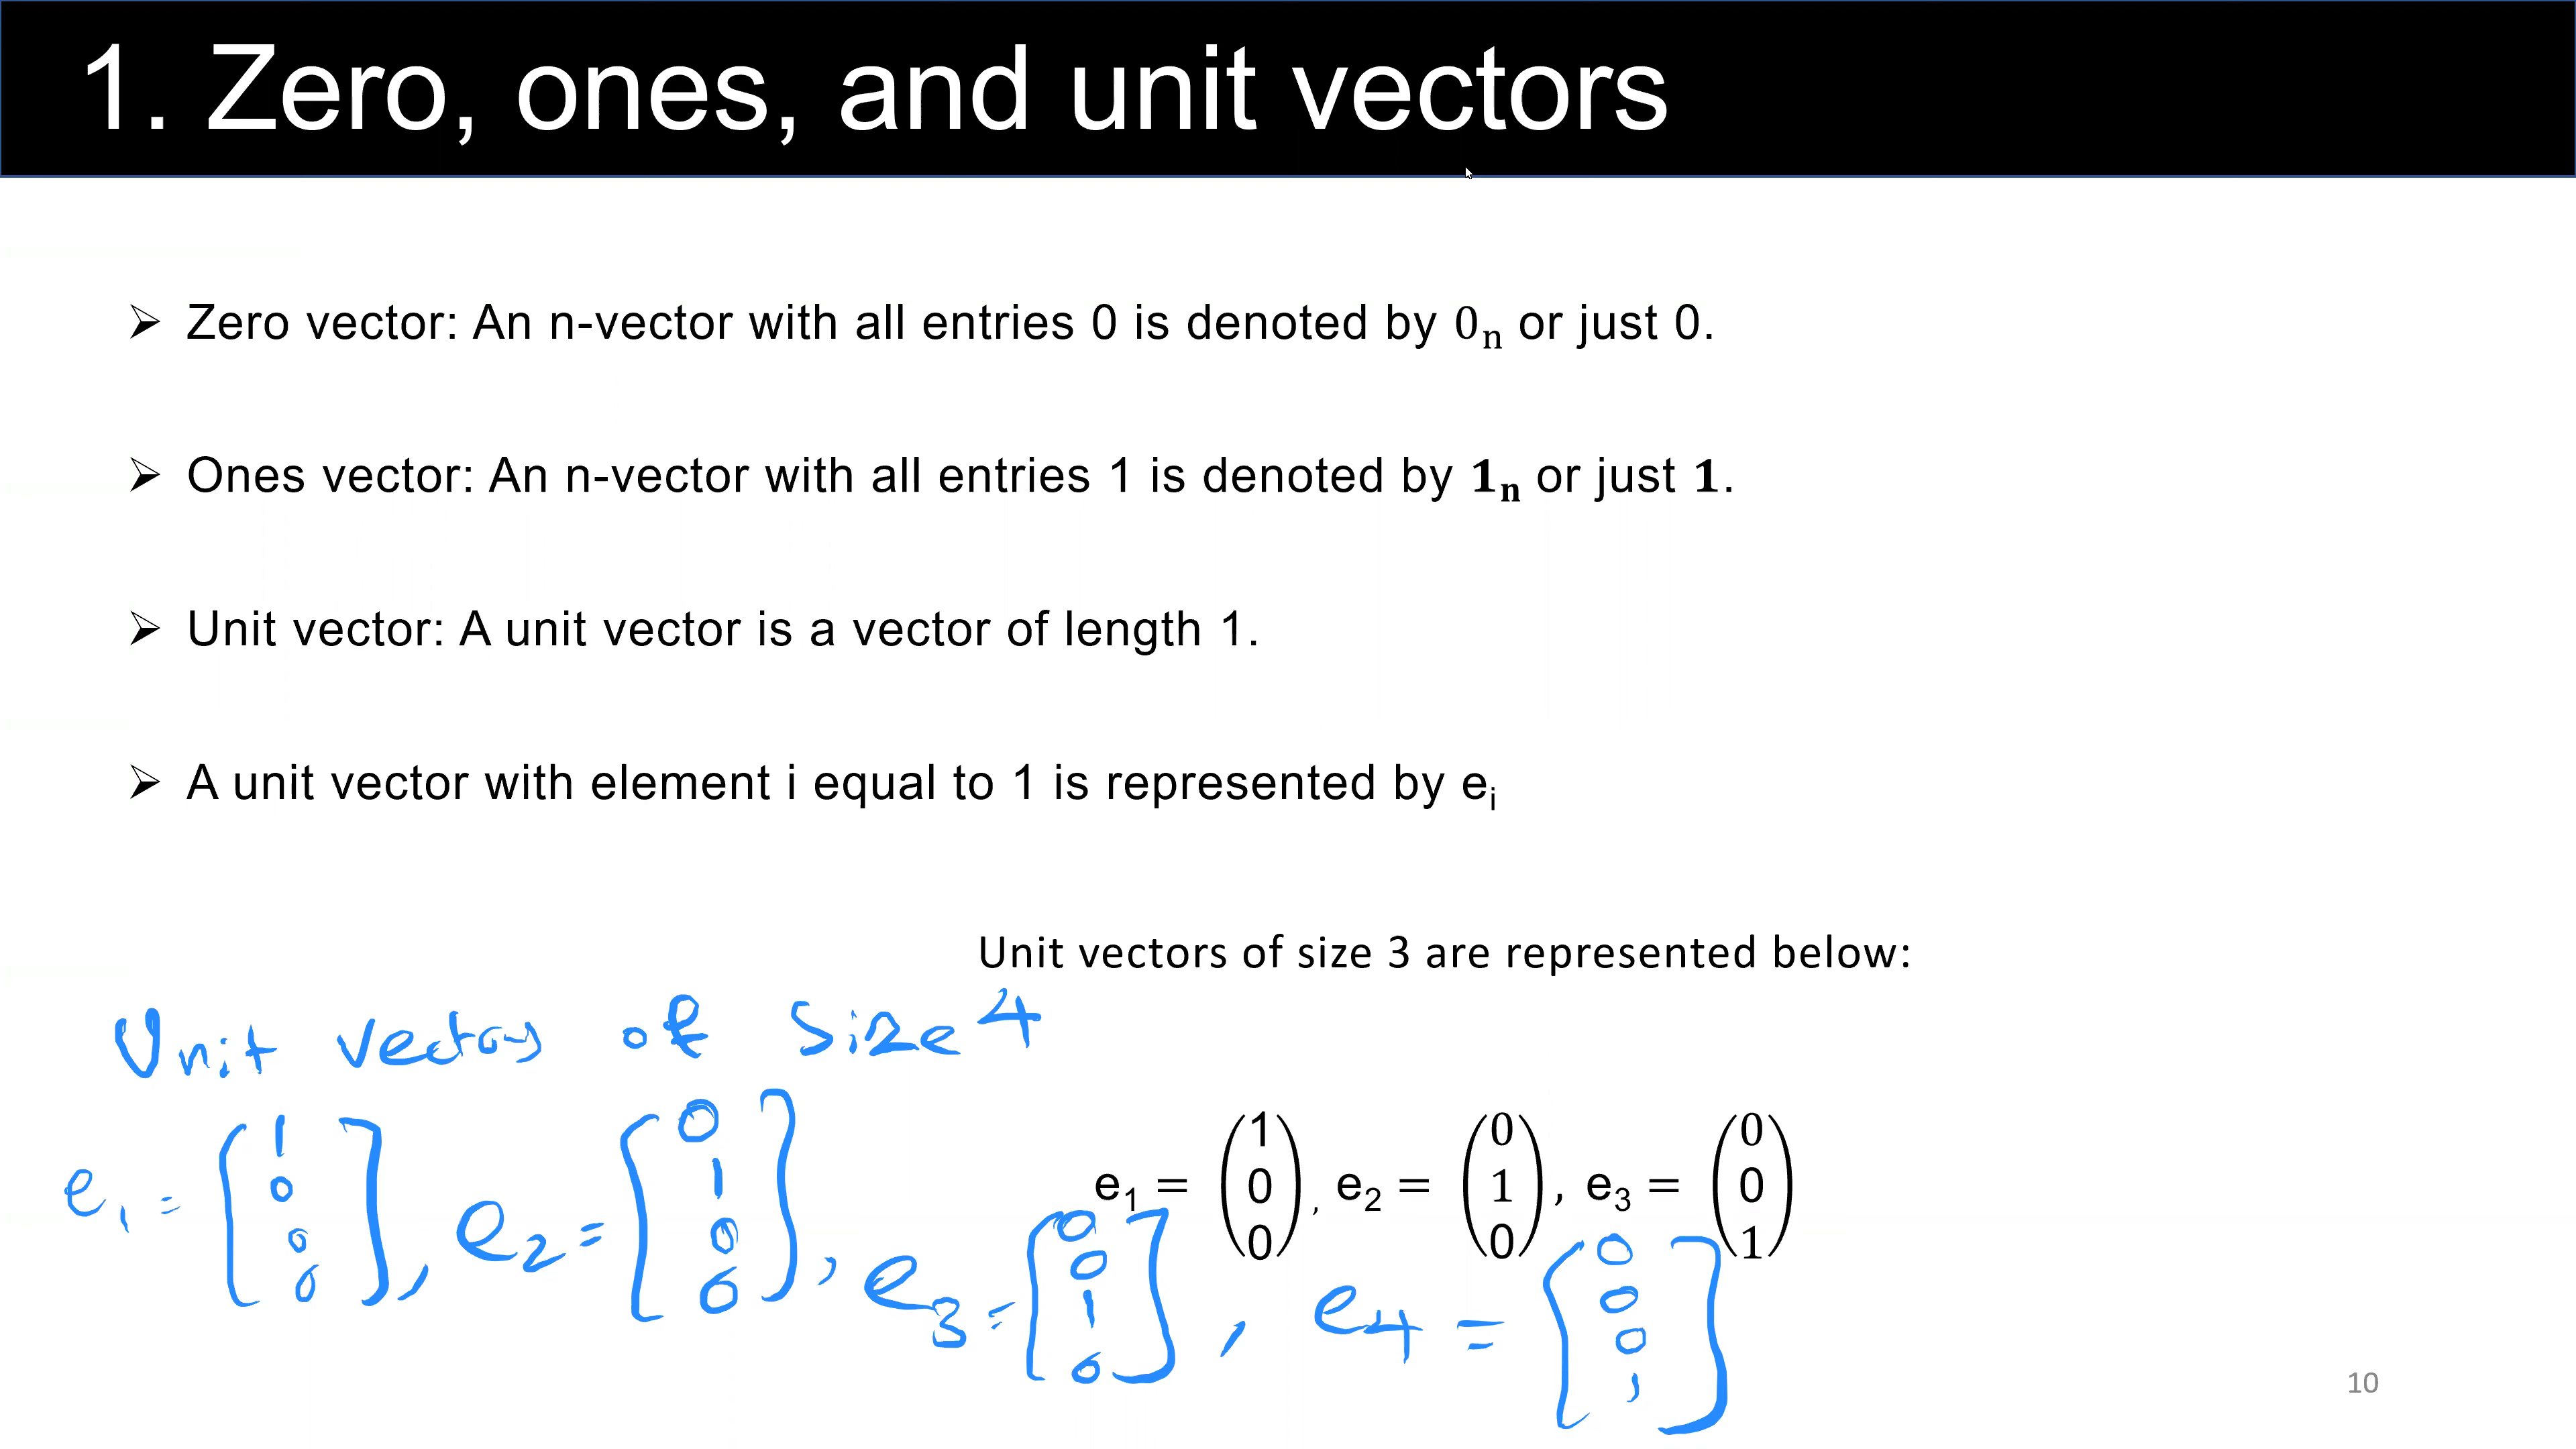 1. Zero, ones, and unit vectors
➢ Zero vector: An n-vector with all entries 0 is denoted by 0ₙ or just 0.
➢ Ones vector: An n-vector with all entries 1 is denoted by 1ₙ or just 1.
➢ Unit vector: A unit vector is a vector of length 1.
➢ A unit vector with element i equal to 1 is represented by eᵢ
Unit vectors of size 3 are represented below:
e₁ = (1 0 0), e₂ = (0 1 0), e₃ = (0 0 1)
Unit vectors of size 4
e₁ = [1 0 0 0], e₂ = [0 1 0 0], e₃ = [0 0 1 0], e₄ = [0 0 0 1]
10